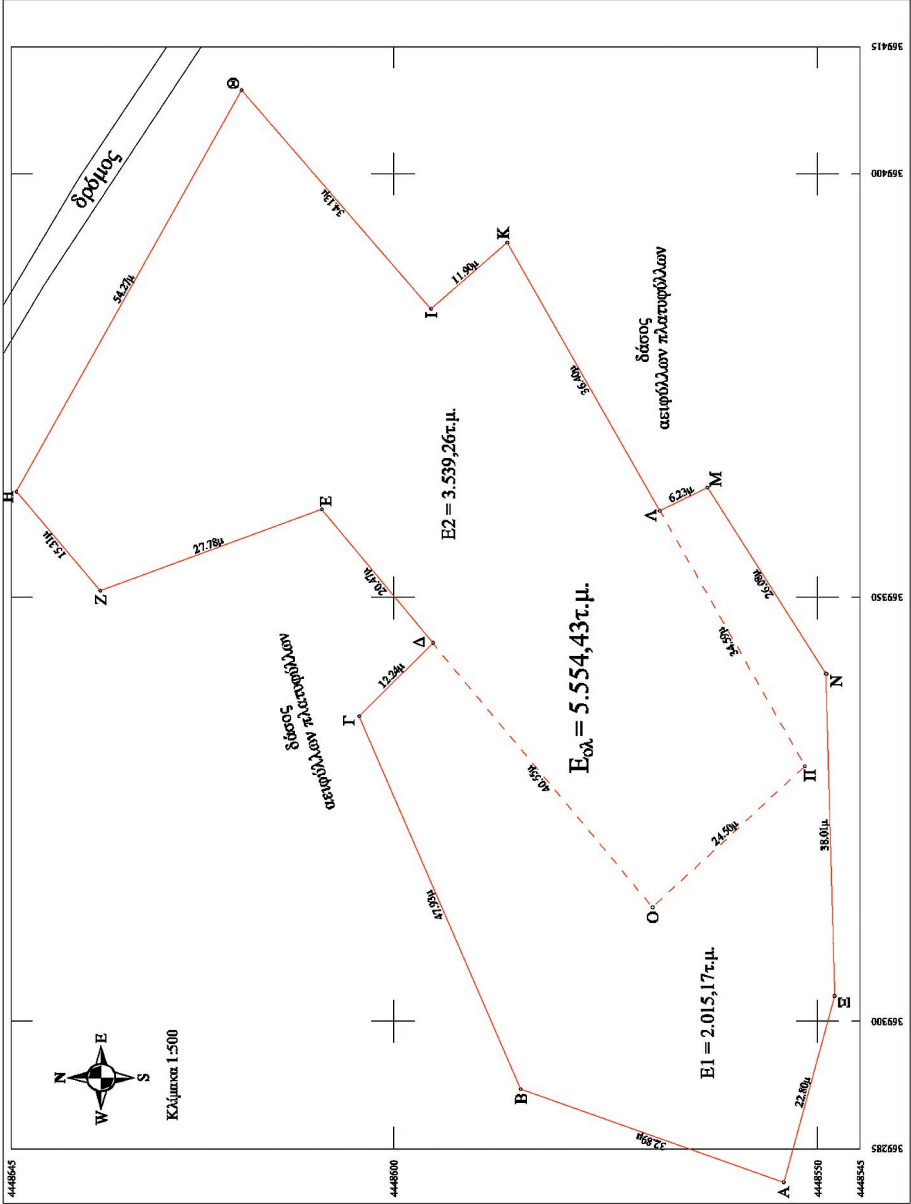 4448645
4448600
4448550
4448545
369415
369400
369350
369300
369285
N
W
E
S
Κλίμακα 1:500
δρόμος
Η
Θ
54.27μ
15.31μ
Ζ
27.78μ
Ε
34.13μ
Ι
11.90μ
Κ
20.47μ
Δ
12.24μ
Γ
δάσος
αειφύλλων πλατυφύλλων
E2 = 3.539,26τ.μ.
36.40μ
δάσος
αειφύλλων πλατυφύλλων
Λ
6.23μ
Μ
Eολ = 5.554,43τ.μ.
47.93μ
40.55μ
34.59μ
26.08μ
Ν
Β
Ο
24.50μ
Π
38.01μ
E1 = 2.015,17τ.μ.
32.89μ
Α
22.80μ
Ξ